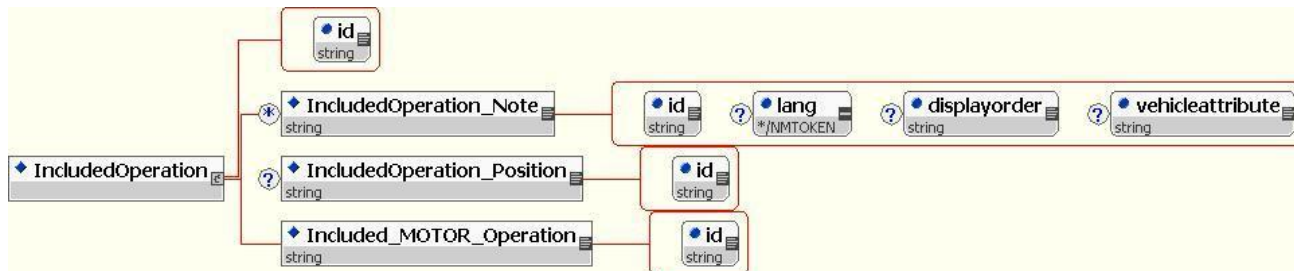 id
string
IncludedOperation_Note
string
id
string
?
lang
*/NMTOKEN
?
displayorder
string
?
vehicleattribute
string
*
IncludedOperation
?
IncludedOperation_Position
string
id
string
Included_MOTOR_Operation
string
id
string